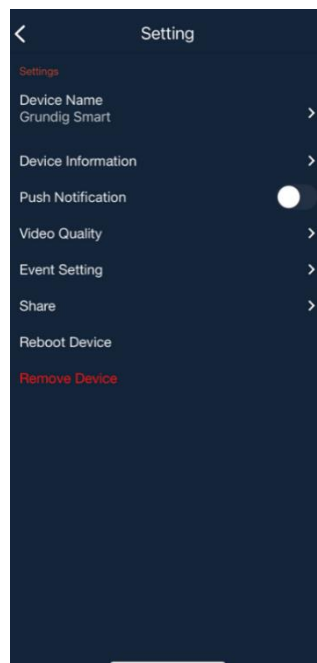 Setting
Settings
Device Name
Grundig Smart
Device Information
Push Notification
Video Quality
Event Setting
Share
Reboot Device
Remove Device